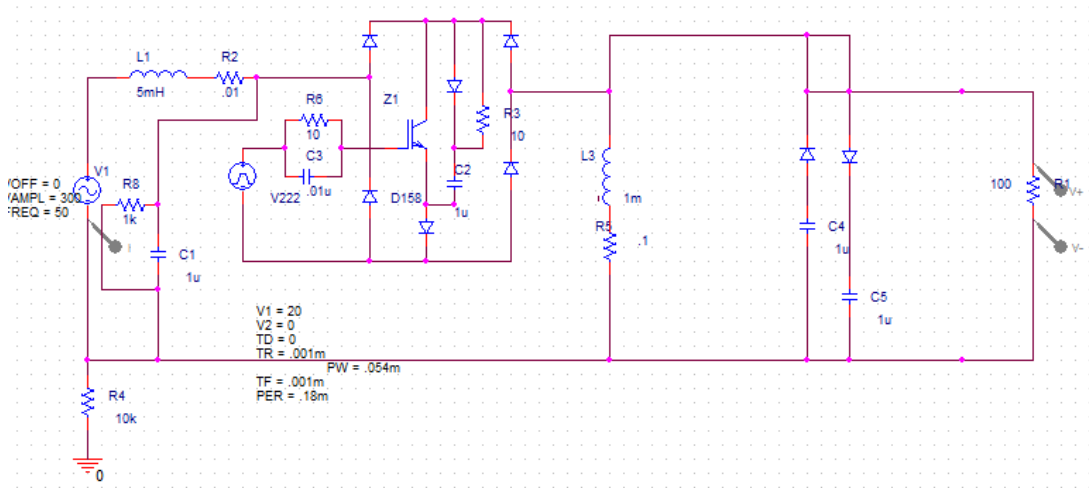 L1
5mH
R2
.01
R6
10
C3
.01u
Z1
R3
10
C2
1u
D158
V222
V1
VOFF = 0
VAMPL = 300
FREQ = 50
R8
1k
I
C1
1u
L3
1m
R5
.1
C4
1u
C5
1u
100
R1
V+
V-
V1 = 20
V2 = 0
TD = 0
TR = .001m
PW = .054m
TF = .001m
PER = .18m
R4
10k
0